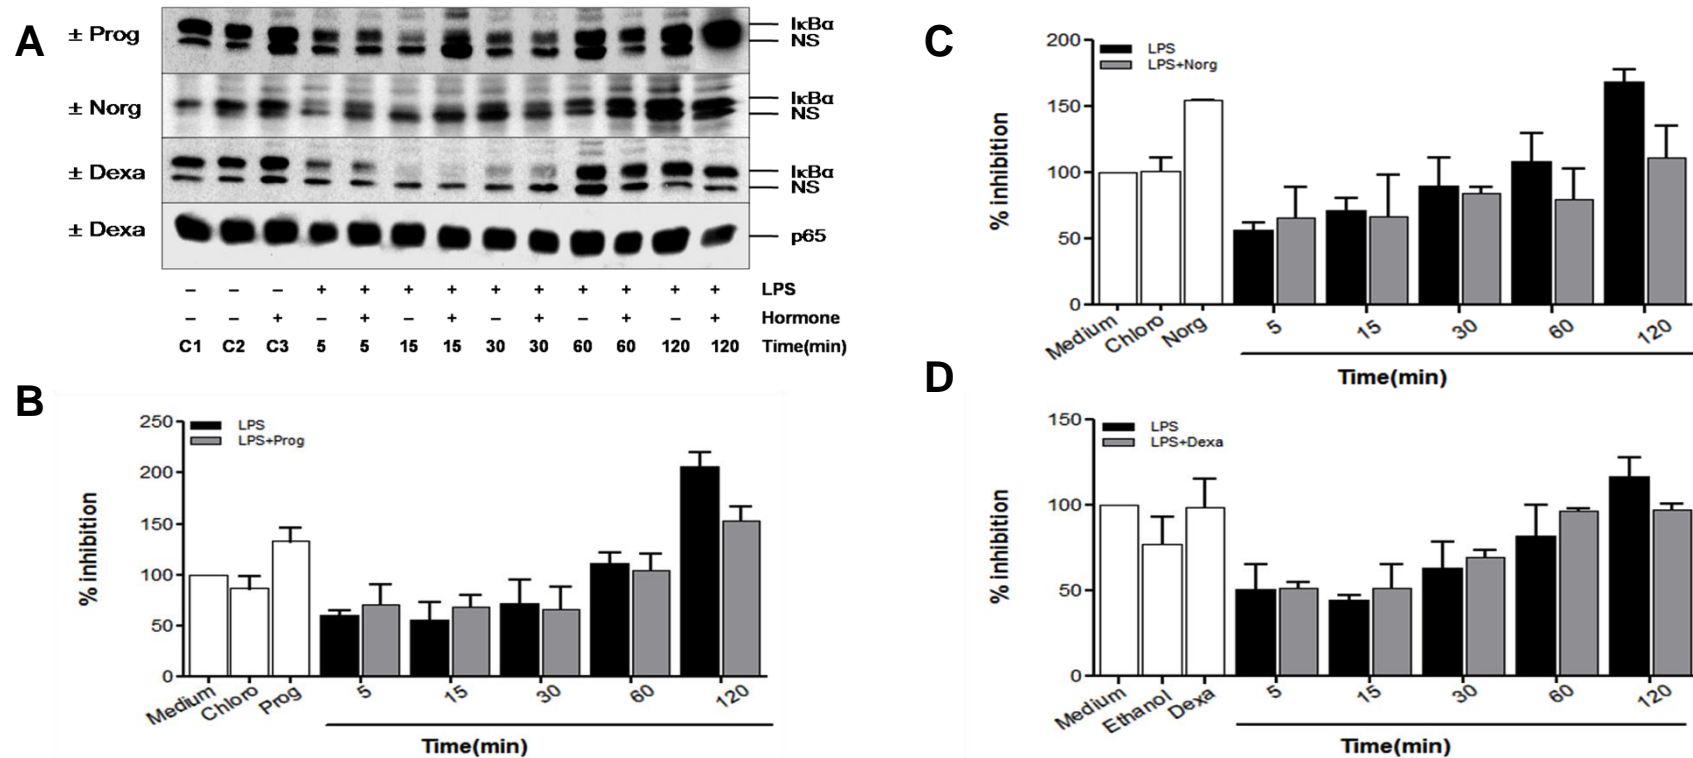 A
± Prog
IκBα
NS
± Norg
IκBα
NS
± Dexa
IκBα
NS
± Dexa
p65
– – – + + + + + + + + + + LPS
– – + – + – + – + – + – + Hormone
C1 C2 C3 5 5 15 15 30 30 60 60 120 120 Time(min)
B
250
200
150
100
50
0
% inhibition
LPS
LPS+Prog
Medium Chloro Prog 5 15 30 60 120
Time(min)
C
200
150
100
50
0
% inhibition
LPS
LPS+Norg
Medium Chloro Norg 5 15 30 60 120
Time(min)
D
150
100
50
0
% inhibition
LPS
LPS+Dexa
Medium Ethanol Dexa 5 15 30 60 120
Time(min)